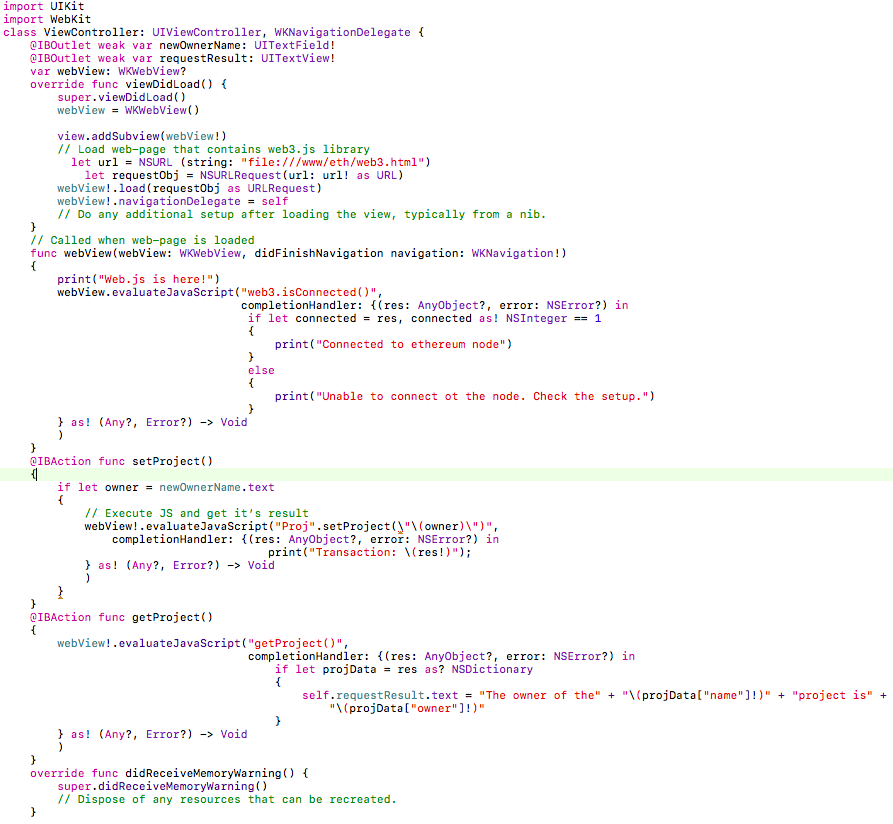 import UIKit
import WebKit
class ViewController: UIViewController, WKNavigationDelegate {
    @IBOutlet weak var newOwnerName: UITextField!
    @IBOutlet weak var requestResult: UITextView!
    var webView: WKWebView?
    override func viewDidLoad() {
        super.viewDidLoad()
        webView = WKWebView()

        view.addSubview(webView!)
        // Load web-page that contains web3.js library
          let url = NSURL (string: "file:///www/eth/web3.html")
            let requestObj = NSURLRequest(url: url! as URL)
        webView!.load(requestObj as URLRequest)
        webView!.navigationDelegate = self
        // Do any additional setup after loading the view, typically from a nib.
    }
    // Called when web-page is loaded
    func webView(webView: WKWebView, didFinishNavigation navigation: WKNavigation!)
    {
        print("Web.js is here!")
        webView.evaluateJavaScript("web3.isConnected()",
                                   completionHandler: {(res: AnyObject?, error: NSError?) in
                                    if let connected = res, connected as! NSInteger == 1
                                    {
                                        print("Connected to ethereum node")
                                    }
                                    else
                                    {
                                        print("Unable to connect ot the node. Check the setup.")
                                    }
        } as! (Any?, Error?) -> Void
        )
    }
    @IBAction func setProject()
    {
        if let owner = newOwnerName.text
        {
            // Execute JS and get it's result
            webView!.evaluateJavaScript("Proj".setProject(\"\(owner)\")",
                completionHandler: {(res: AnyObject?, error: NSError?) in
                                       print("Transaction: \(res!)");
            } as! (Any?, Error?) -> Void
            )
        }
    }
    @IBAction func getProject()
    {
        webView!.evaluateJavaScript("getProject()",
                                    completionHandler: {(res: AnyObject?, error: NSError?) in
                                        if let projData = res as? NSDictionary
                                        {
                                            self.requestResult.text = "The owner of the" + "\(projData["name"]!)" + "project is" +
                                                "\(projData["owner"]!)"
                                        }
        } as! (Any?, Error?) -> Void
        )
    }
    override func didReceiveMemoryWarning() {
        super.didReceiveMemoryWarning()
        // Dispose of any resources that can be recreated.
    }